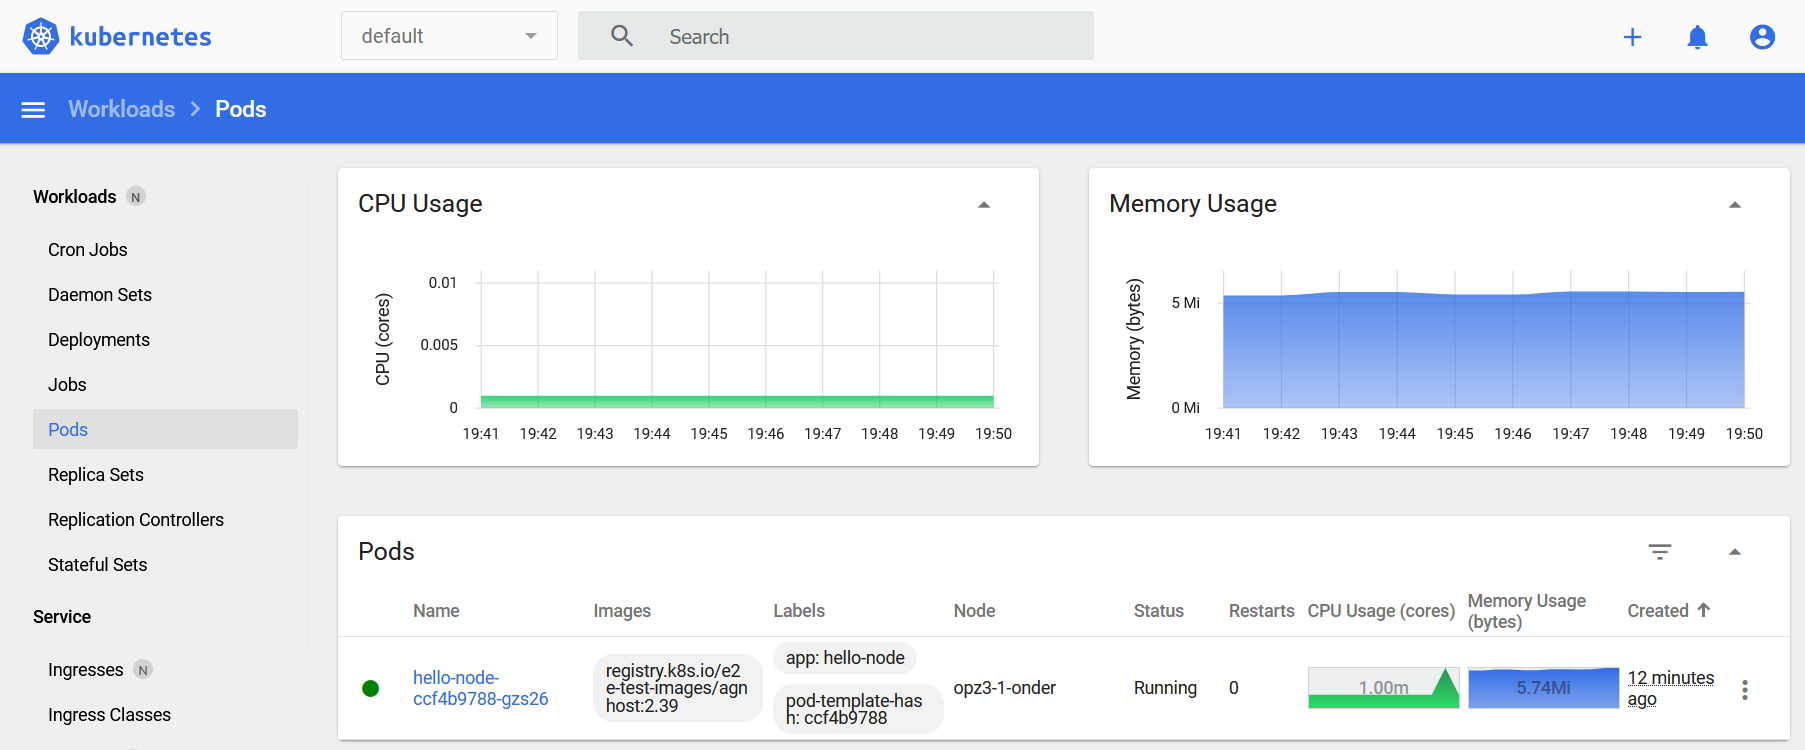 kubernetes
default
Search
Workloads > Pods
Workloads N
Cron Jobs
Daemon Sets
Deployments
Jobs
Pods
Replica Sets
Replication Controllers
Stateful Sets
Service
Ingresses N
Ingress Classes
CPU Usage
CPU (cores)
0.01
0.005
0
19:41 19:42 19:43 19:44 19:45 19:46 19:47 19:48 19:49 19:50
Memory Usage
Memory (bytes)
5 Mi
0 Mi
19:41 19:42 19:43 19:44 19:45 19:46 19:47 19:48 19:49 19:50
Pods
Name
Images
Labels
Node
Status
Restarts
CPU Usage (cores)
Memory Usage
(bytes)
Created
hello-node-
ccf4b9788-gzs26
registry.k8s.io/e2
e-test-images/agn
host:2.39
app: hello-node
pod-template-has
h: ccf4b9788
opz3-1-onder
Running
0
1.00m
5.74Mi
12 minutes
ago